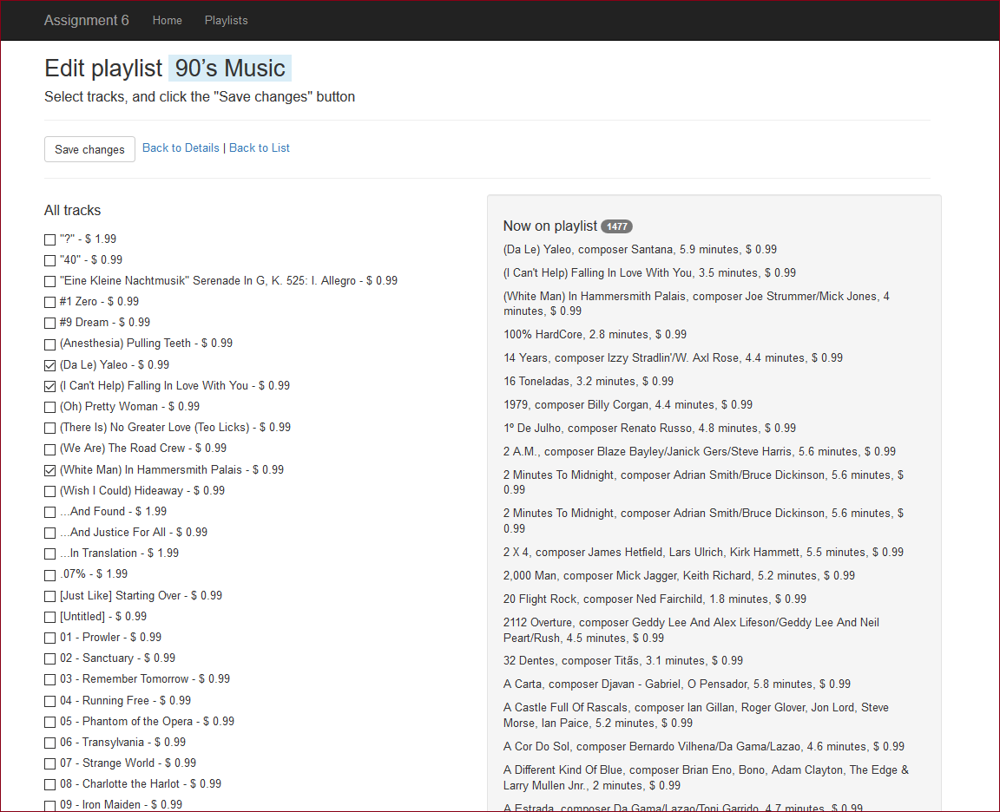 Assignment 6 Home Playlists
Edit playlist 90’s Music
Select tracks, and click the "Save changes" button
Save changes Back to Details | Back to List
All tracks
"?" - $ 1.99
"40" - $ 0.99
"Eine Kleine Nachtmusik" Serenade In G, K. 525: I. Allegro - $ 0.99
#1 Zero - $ 0.99
#9 Dream - $ 0.99
(Anesthesia) Pulling Teeth - $ 0.99
(Da Le) Yaleo - $ 0.99
(I Can't Help) Falling In Love With You - $ 0.99
(Oh) Pretty Woman - $ 0.99
(There Is) No Greater Love (Teo Licks) - $ 0.99
(We Are) The Road Crew - $ 0.99
(White Man) In Hammersmith Palais - $ 0.99
(Wish I Could) Hideaway - $ 0.99
...And Found - $ 1.99
...And Justice For All - $ 0.99
...In Translation - $ 1.99
.07% - $ 1.99
[Just Like] Starting Over - $ 0.99
[Untitled] - $ 0.99
01 - Prowler - $ 0.99
02 - Sanctuary - $ 0.99
03 - Remember Tomorrow - $ 0.99
04 - Running Free - $ 0.99
05 - Phantom of the Opera - $ 0.99
06 - Transylvania - $ 0.99
07 - Strange World - $ 0.99
08 - Charlotte the Harlot - $ 0.99
09 - Iron Maiden - $ 0.99
Now on playlist 1477
(Da Le) Yaleo, composer Santana, 5.9 minutes, $ 0.99
(I Can't Help) Falling In Love With You, 3.5 minutes, $ 0.99
(White Man) In Hammersmith Palais, composer Joe Strummer/Mick Jones, 4
minutes, $ 0.99
100% HardCore, 2.8 minutes, $ 0.99
14 Years, composer Izzy Stradlin'/W. Axl Rose, 4.4 minutes, $ 0.99
16 Toneladas, 3.2 minutes, $ 0.99
1979, composer Billy Corgan, 4.4 minutes, $ 0.99
1º De Julho, composer Renato Russo, 4.8 minutes, $ 0.99
2 A.M., composer Blaze Bayley/Janick Gers/Steve Harris, 5.6 minutes, $ 0.99
2 Minutes To Midnight, composer Adrian Smith/Bruce Dickinson, 5.6 minutes, $
0.99
2 Minutes To Midnight, composer Adrian Smith/Bruce Dickinson, 5.6 minutes, $
0.99
2 X 4, composer James Hetfield, Lars Ulrich, Kirk Hammett, 5.5 minutes, $ 0.99
2,000 Man, composer Mick Jagger, Keith Richard, 5.2 minutes, $ 0.99
20 Flight Rock, composer Ned Fairchild, 1.8 minutes, $ 0.99
2112 Overture, composer Geddy Lee And Alex Lifeson/Geddy Lee And Neil
Peart/Rush, 4.5 minutes, $ 0.99
32 Dentes, composer Titãs, 3.1 minutes, $ 0.99
A Carta, composer Djavan - Gabriel, O Pensador, 5.8 minutes, $ 0.99
A Castle Full Of Rascals, composer Ian Gillan, Roger Glover, Jon Lord, Steve
Morse, Ian Paice, 5.2 minutes, $ 0.99
A Cor Do Sol, composer Bernardo Vilhena/Da Gama/Lazao, 4.6 minutes, $ 0.99
A Different Kind Of Blue, composer Brian Eno, Bono, Adam Clayton, The Edge &
Larry Mullen Jnr., 2 minutes, $ 0.99
A Estrada, composer Da Gama/Lazao/Toni Garrido, 4.7 minutes, $ 0.99